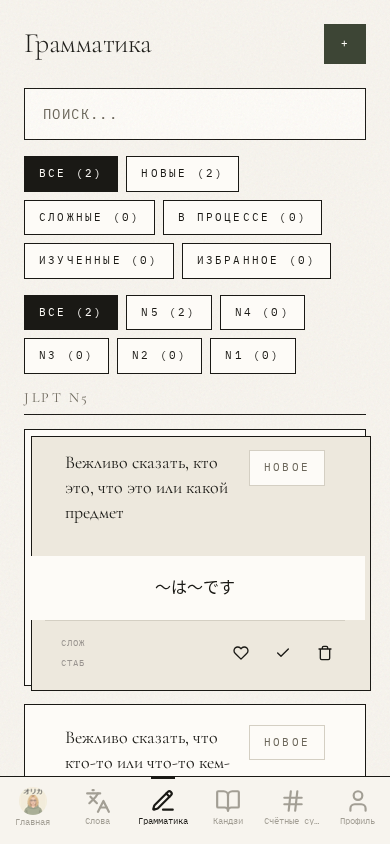 Грамматика
+
ПОИСК...
ВСЕ (2)
НОВЫЕ (2)
СЛОЖНЫЕ (0)
В ПРОЦЕССЕ (0)
ИЗУЧЕННЫЕ (0)
ИЗБРАННОЕ (0)
ВСЕ (2)
N5 (2)
N4 (0)
N3 (0)
N2 (0)
N1 (0)
JLPT N5
Вежливо сказать, кто
это, что это или какой
предмет
НОВОЕ
〜は〜です
СЛОЖ
СТАБ
Вежливо сказать, что
кто-то или что-то кем-
НОВОЕ
オリカ
Главная
Слова
Грамматика
Кандзи
Счётные су…
Профиль